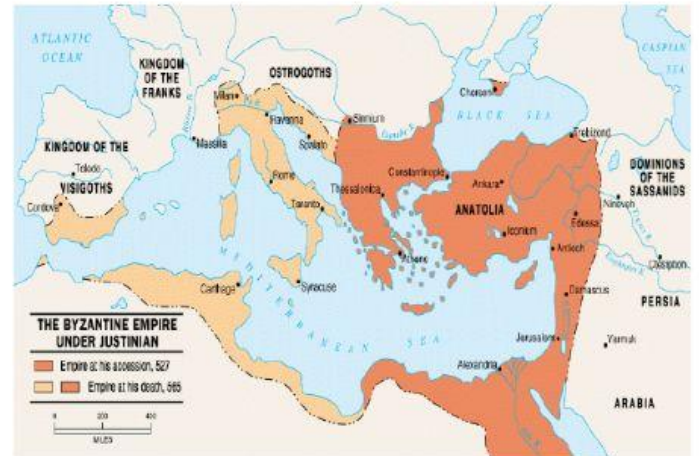 ATLANTIC
OCEAN
KINGDOM
OF THE
FRANKS
OSTROGOTHS
CASPIAN
SEA
Milan
Cherson
Ravenna
Sirmium
BLACK SEA
KINGDOM OF THE
VISIGOTHS
Toledo
Massilia
Spalato
Danube R.
Trebizond
DOMINIONS
OF THE
SASSANIDS
Cordova
Rome
Constantinople
Thessalonica
Ankara
Taranto
ANATOLIA
Nineveh
Edessa
Tigris R.
Iconium
Antioch
Athens
Ctesiphon
Euphrates R.
Carthage
Syracuse
MEDITERRANEAN SEA
Damascus
PERSIA
THE BYZANTINE EMPIRE
UNDER JUSTINIAN
Jerusalem
Yarmuk
Empire at his accession, 527
Alexandria
Empire at his death, 565
ARABIA
0 200 400
MILES